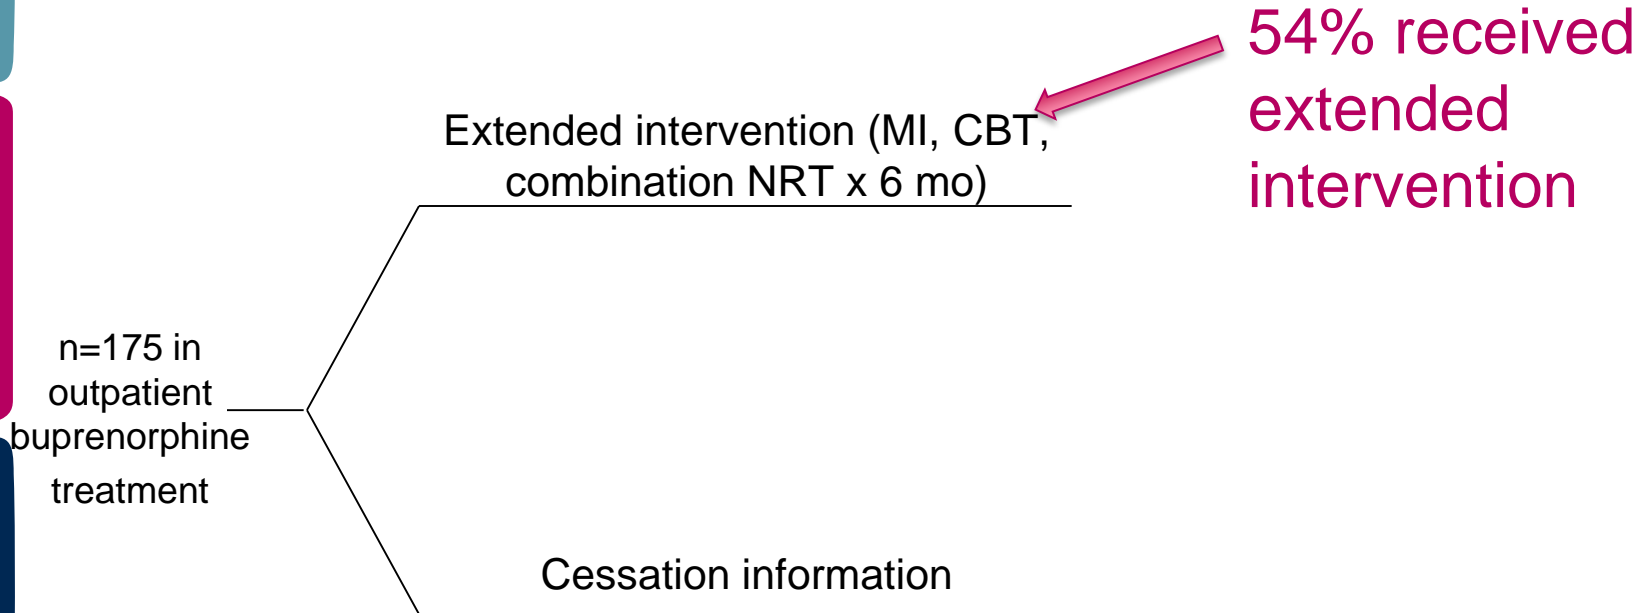 54% received
extended
intervention
Extended intervention (MI, CBT,
combination NRT x 6 mo)
n=175 in
outpatient
buprenorphine
treatment
Cessation information